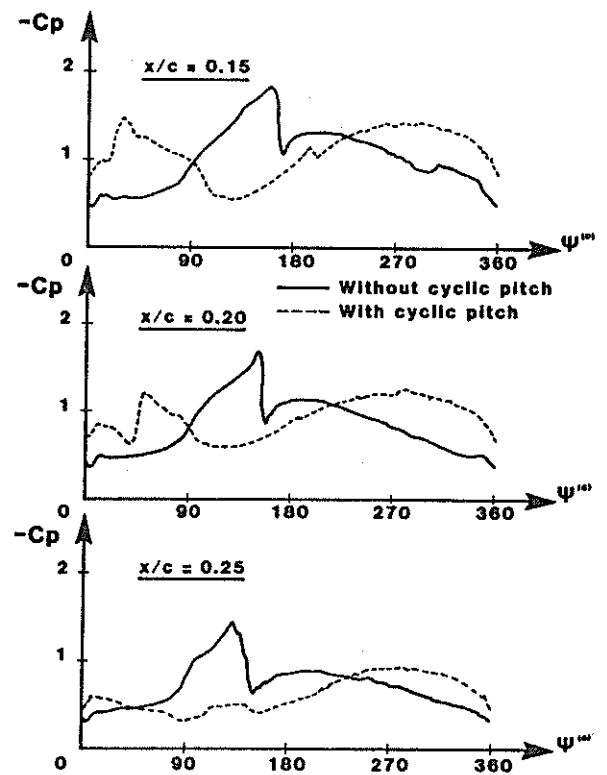 -Cp
2
x/c = 0.15
1
0 90 180 270 360 Ψ(°)
-Cp
Without cyclic pitch
With cyclic pitch
2
x/c = 0.20
1
0 90 180 270 360 Ψ(°)
-Cp
2
x/c = 0.25
1
0 90 180 270 360 Ψ(°)